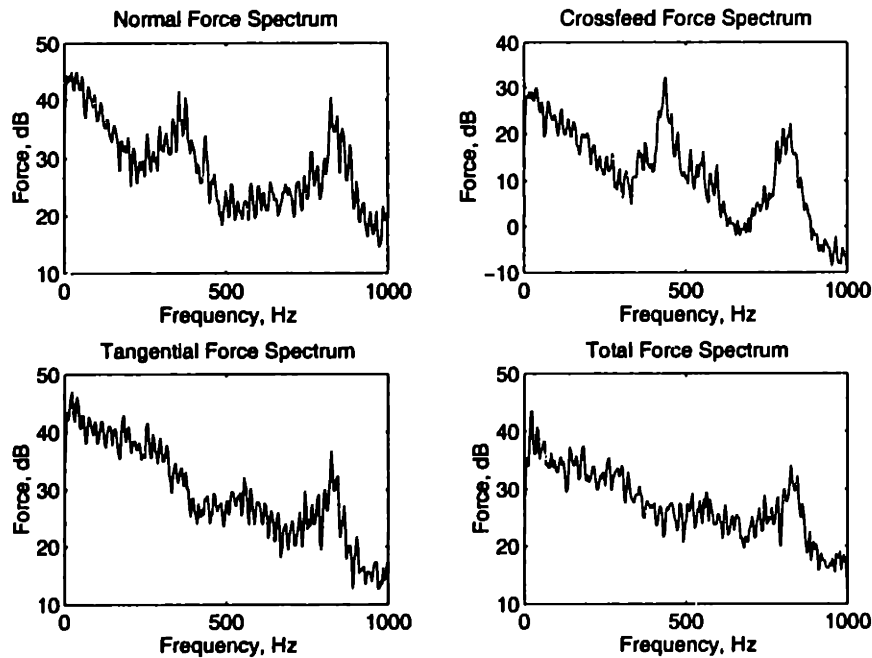 Normal Force Spectrum
50
40
30
20
10
Force, dB
0
500
1000
Frequency, Hz
Crossfeed Force Spectrum
40
30
20
10
0
-10
Force, dB
0
500
1000
Frequency, Hz
Tangential Force Spectrum
50
40
30
20
10
Force, dB
0
500
1000
Frequency, Hz
Total Force Spectrum
50
40
30
20
10
Force, dB
0
500
1000
Frequency, Hz